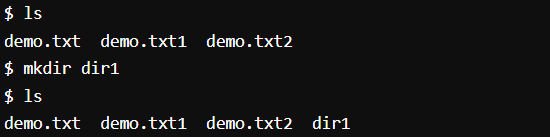 $ ls
demo.txt  demo.txt1  demo.txt2
$ mkdir dir1
$ ls
demo.txt  demo.txt1  demo.txt2  dir1